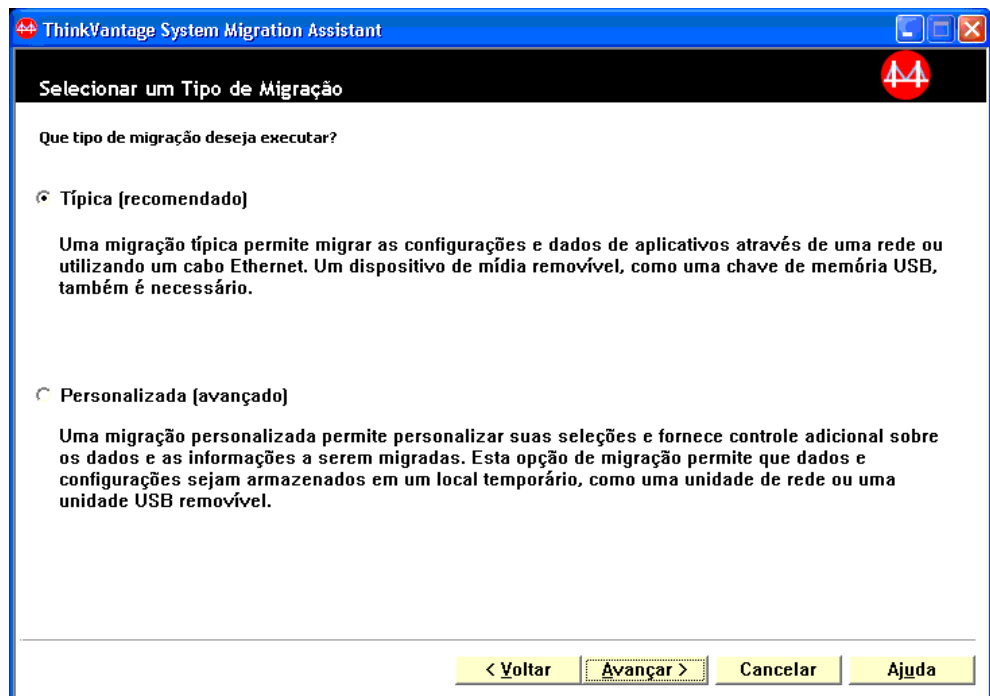 ThinkVantage System Migration Assistant
Selecionar um Tipo de Migração
Que tipo de migração deseja executar?
Típica (recomendado)
Uma migração típica permite migrar as configurações e dados de aplicativos através de uma rede ou
utilizando um cabo Ethernet. Um dispositivo de mídia removível, como uma chave de memória USB,
também é necessário.
Personalizada (avançado)
Uma migração personalizada permite personalizar suas seleções e fornece controle adicional sobre
os dados e as informações a serem migradas. Esta opção de migração permite que dados e
configurações sejam armazenados em um local temporário, como uma unidade de rede ou uma
unidade USB removível.
< Voltar Avançar > Cancelar Ajuda